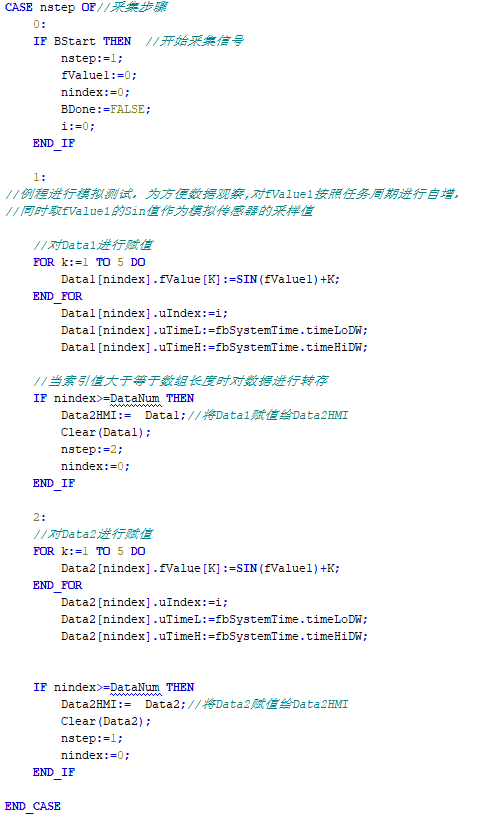 CASE nstep OF//采集步骤
0:
IF BStart THEN //开始采集信号
nstep:=1;
fValue1:=0;
nindex:=0;
BDone:=FALSE;
i:=0;
END_IF
1:
//例程进行模拟测试，为方便数据观察,对fValue1按照任务周期进行自增，
//同时取fValue1的Sin值作为模拟传感器的采样值
//对Data1进行赋值
FOR k:=1 TO 5 DO
Data1[nindex].fValue[K]:=SIN(fValue1)+K;
END_FOR
Data1[nindex].uIndex:=i;
Data1[nindex].uTimeL:=fbSystemTime.timeLoDW;
Data1[nindex].uTimeH:=fbSystemTime.timeHiDW;
//当索引值大于等于数组长度时对数据进行转存
IF nindex>=DataNum THEN
Data2HMI:= Data1;//将Data1赋值给Data2HMI
Clear(Data1);
nstep:=2;
nindex:=0;
END_IF
2:
//对Data2进行赋值
FOR k:=1 TO 5 DO
Data2[nindex].fValue[K]:=SIN(fValue1)+K;
END_FOR
Data2[nindex].uIndex:=i;
Data2[nindex].uTimeL:=fbSystemTime.timeLoDW;
Data2[nindex].uTimeH:=fbSystemTime.timeHiDW;
IF nindex>=DataNum THEN
Data2HMI:= Data2;//将Data2赋值给Data2HMI
Clear(Data2);
nstep:=1;
nindex:=0;
END_IF
END_CASE